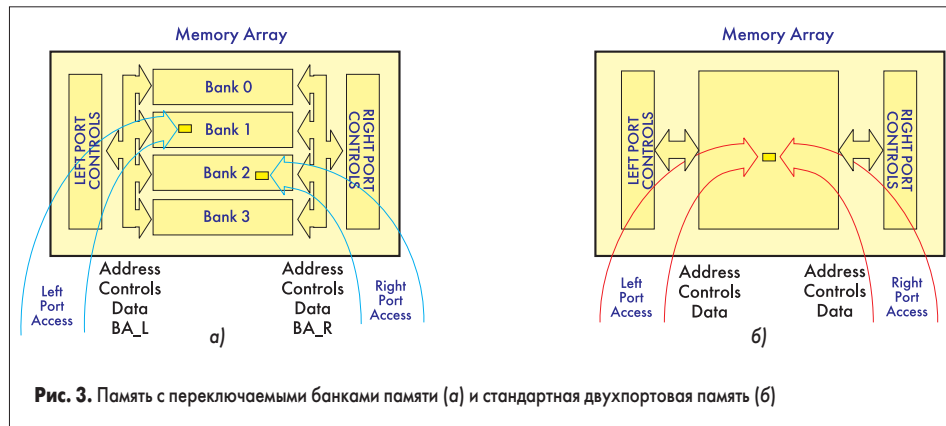 Memory Array
LEFT PORT
CONTROLS
Bank 0
Bank 1
Bank 2
Bank 3
RIGHT PORT
CONTROLS
Left
Port
Access
Address
Controls
Data
BA_L
Address
Controls
Data
BA_R
Right
Port
Access
а)
Memory Array
LEFT PORT
CONTROLS
RIGHT PORT
CONTROLS
Left
Port
Access
Address
Controls
Data
Address
Controls
Data
Right
Port
Access
б)
Рис. 3. Память с переключаемыми банками памяти (а) и стандартная двухпортовая память (б)